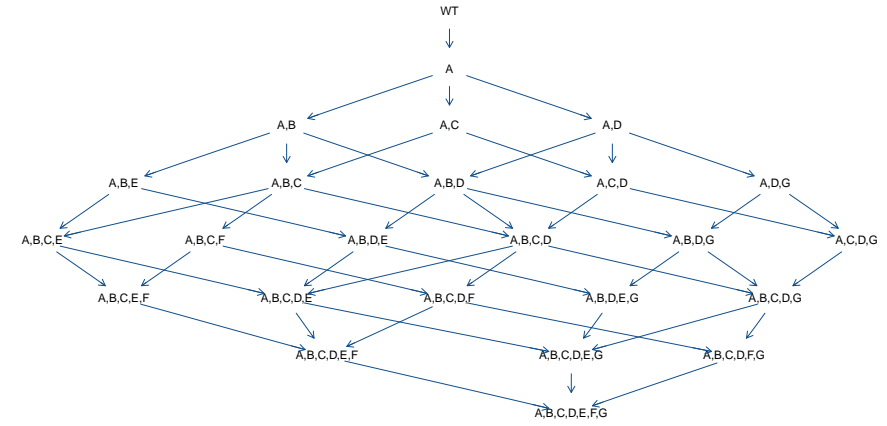 WT
A
A,B
A,C
A,D
A,B,E
A,B,C
A,B,D
A,C,D
A,D,G
A,B,C,E
A,B,C,F
A,B,D,E
A,B,C,D
A,B,D,G
A,C,D,G
A,B,C,E,F
A,B,C,D,E
A,B,C,D,F
A,B,D,E,G
A,B,C,D,G
A,B,C,D,E,F
A,B,C,D,E,G
A,B,C,D,F,G
A,B,C,D,E,F,G